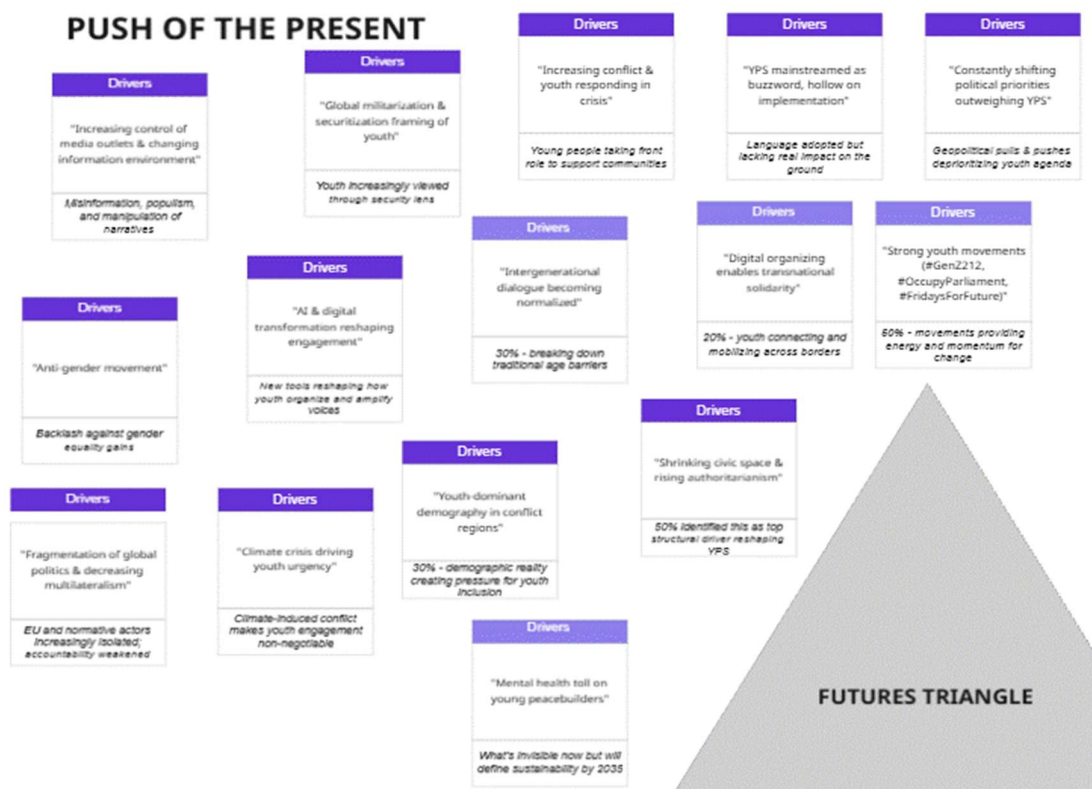 PUSH OF THE PRESENT
Drivers
"Increasing control of
media outlets & changing
information environment"
Misinformation, populism,
and manipulation of
narratives
Drivers
"Global militarization &
securitization framing of
youth"
Youth increasingly viewed
through security lens
Drivers
"Increasing conflict &
youth responding in
crisis"
Young people taking front
role to support communities
Drivers
"YPS mainstreamed as
buzzword, hollow on
implementation"
Language adopted but
lacking real impact on the
ground
Drivers
"Constantly shifting
political priorities
outweighing YPS"
Geopolitical pulls & pushes
deprioritizing youth agenda
Drivers
"Intergenerational
dialogue becoming
normalized"
30% - breaking down
traditional age barriers
Drivers
"Digital organizing
enables transnational
solidarity"
20% - youth connecting and
mobilizing across borders
Drivers
"Strong youth movements
(#GenZ212,
#OccupyParliament,
#FridaysForFuture)"
50% - movements providing
energy and momentum for
change
Drivers
"Anti-gender movement"
Backlash against gender
equality gains
Drivers
"AI & digital
transformation reshaping
engagement"
New tools reshaping how
youth organize and amplify
voices
Drivers
"Youth-dominant
demography in conflict
regions"
30% - demographic reality
creating pressure for youth
inclusion
Drivers
"Shrinking civic space &
rising authoritarianism"
50% identified this as top
structural driver reshaping
YPS
Drivers
"Fragmentation of global
politics & decreasing
multilateralism"
EU and normative actors
increasingly isolated;
accountability weakened
Drivers
"Climate crisis driving
youth urgency"
Climate-induced conflict
makes youth engagement
non-negotiable
Drivers
"Mental health toll on
young peacebuilders"
What's invisible now but will
define sustainability by 2035
FUTURES TRIANGLE